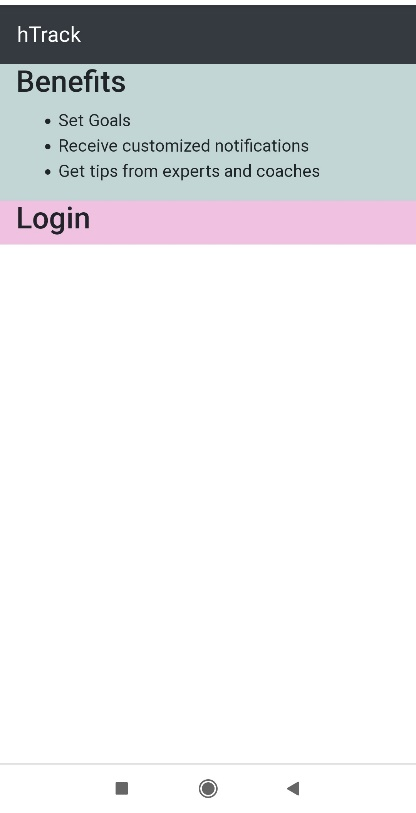 hTrack
Benefits
Set Goals
Receive customized notifications
Get tips from experts and coaches
Login